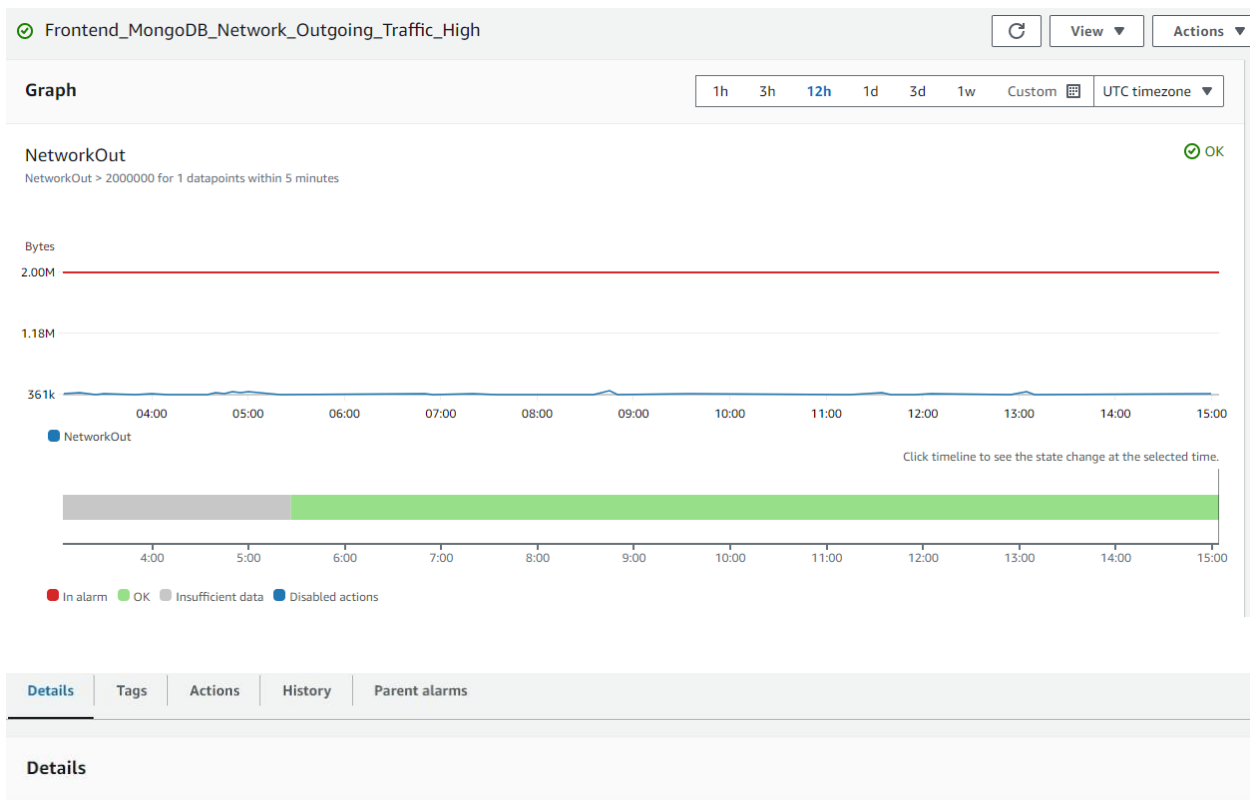 Frontend_MongoDB_Network_Outgoing_Traffic_High
View
Actions
Graph
1h 3h 12h 1d 3d 1w Custom UTC timezone
NetworkOut
OK
NetworkOut > 2000000 for 1 datapoints within 5 minutes
Bytes
2.00M
1.18M
361k
04:00 05:00 06:00 07:00 08:00 09:00 10:00 11:00 12:00 13:00 14:00 15:00
NetworkOut
Click timeline to see the state change at the selected time.
4:00 5:00 6:00 7:00 8:00 9:00 10:00 11:00 12:00 13:00 14:00 15:00
In alarm OK Insufficient data Disabled actions
Details Tags Actions History Parent alarms
Details